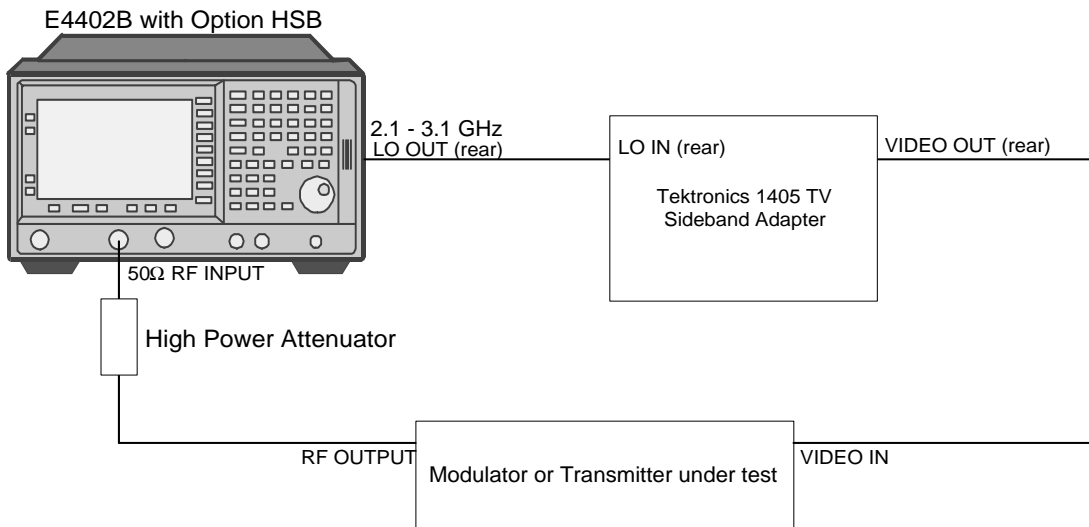 E4402B with Option HSB
2.1 - 3.1 GHz
LO OUT (rear)
LO IN (rear)
VIDEO OUT (rear)
Tektronics 1405 TV
Sideband Adapter
50Ω RF INPUT
High Power Attenuator
RF OUTPUT
Modulator or Transmitter under test
VIDEO IN